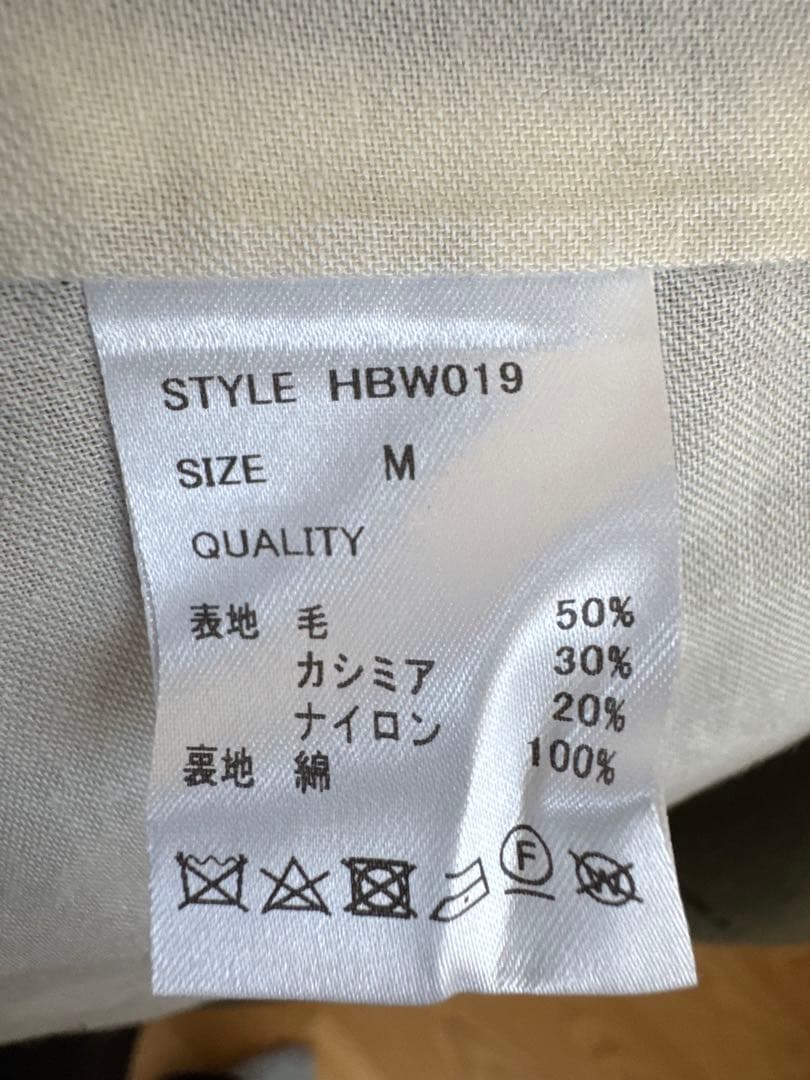 STYLE HBW019
SIZE M
QUALITY
表地 毛 50%
カシミア 30%
ナイロン 20%
裏地 綿 100%
F W